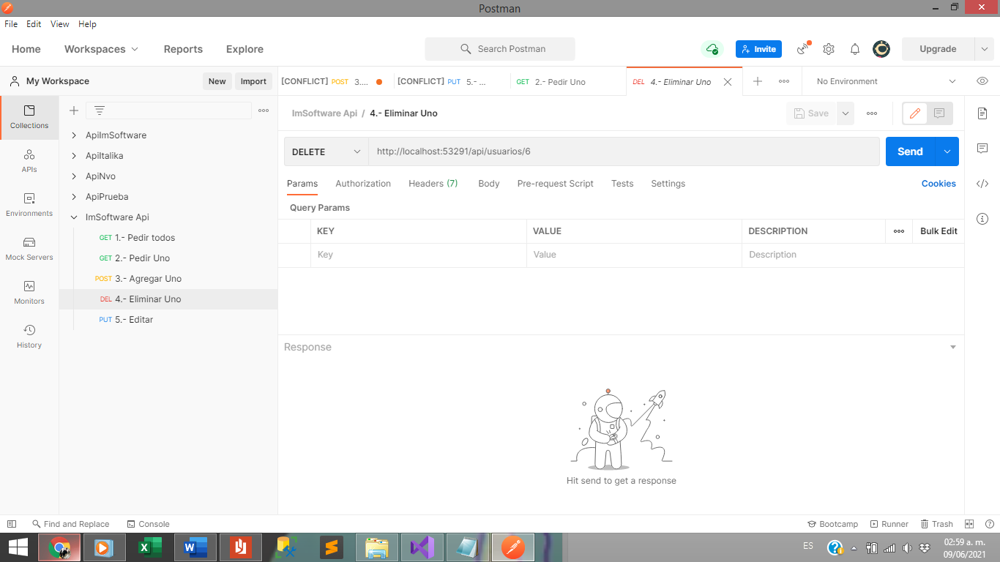 Postman
File Edit View Help
Home Workspaces Reports Explore Search Postman Invite Upgrade
My Workspace New Import
[CONFLICT] POST 3.... [CONFLICT] PUT 5.- ... GET 2.- Pedir Uno DEL 4.- Eliminar Uno No Environment
Collections
APIs
Environments
Mock Servers
Monitors
History
ApiImSoftware
ApiItalika
ApiNvo
ApiPrueba
ImSoftware Api
GET 1.- Pedir todos
GET 2.- Pedir Uno
POST 3.- Agregar Uno
DEL 4.- Eliminar Uno
PUT 5.- Editar
ImSoftware Api / 4.- Eliminar Uno Save
DELETE http://localhost:53291/api/usuarios/6 Send
Params Authorization Headers (7) Body Pre-request Script Tests Settings Cookies
Query Params
KEY VALUE DESCRIPTION Bulk Edit
Key Value Description
Response
Hit send to get a response
Find and Replace Console Bootcamp Runner Trash
ES 02:59 a. m.
09/06/2021